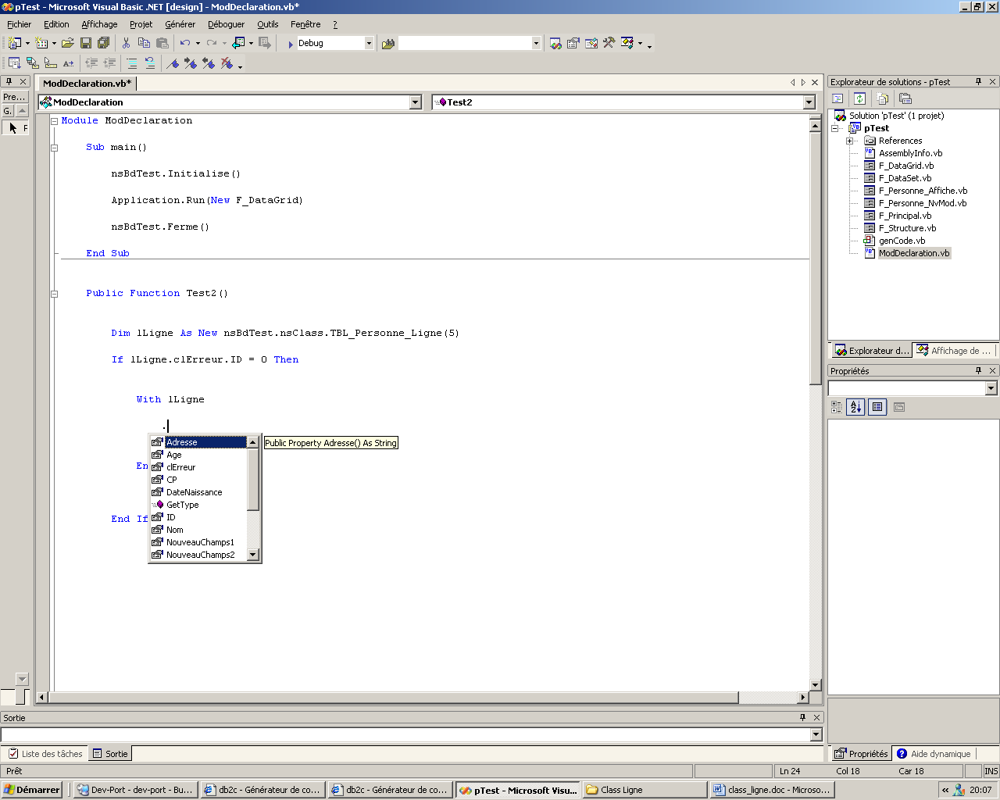 pTest - Microsoft Visual Basic .NET [design] - ModDeclaration.vb*
Fichier Edition Affichage Projet Générer Déboguer Outils Fenêtre ?
Debug
ModDeclaration.vb*
Pre...
G.
F
ModDeclaration Test2
Module ModDeclaration
Sub main()
nsBdTest.Initialise()
Application.Run(New F_DataGrid)
nsBdTest.Ferme()
End Sub
Public Function Test2()
Dim lLigne As New nsBdTest.nsClass.TBL_Personne_Ligne(5)
If lLigne.clErreur.ID = 0 Then
With lLigne
.
Adresse
Public Property Adresse() As String
Age
clErreur
En
CP
DateNaissance
GetType
End If
ID
Nom
NouveauChamps1
NouveauChamps2
Explorateur de solutions - pTest
Solution 'pTest' (1 projet)
pTest
References
AssemblyInfo.vb
F_DataGrid.vb
F_DataSet.vb
F_Personne_Affiche.vb
F_Personne_NvMod.vb
F_Principal.vb
F_Structure.vb
genCode.vb
ModDeclaration.vb
Explorateur d... Affichage de ...
Propriétés
Propriétés Aide dynamique
Sortie
Liste des tâches Sortie
Prêt Ln 24 Col 18 Car 18 INS
Démarrer Dev-Port - dev-port - Bu... db2c - Générateur de co... db2c - Générateur de co... pTest - Microsoft Visu... Class Ligne class_ligne.doc - Microso... « 20:07